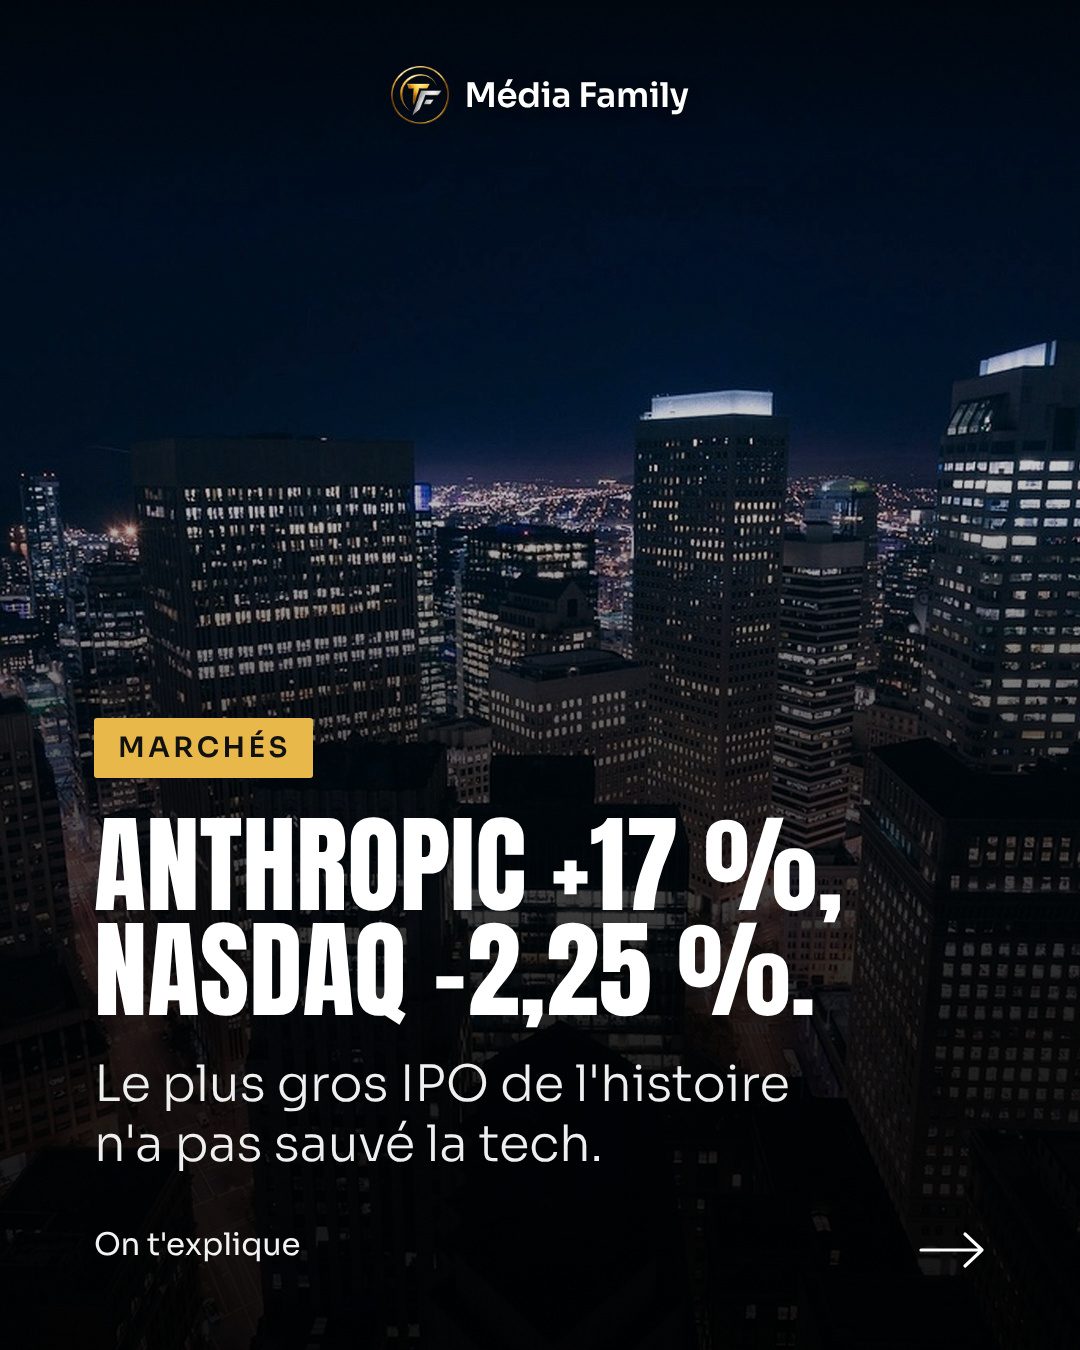 Média Family
MARCHÉS
ANTHROPIC +17 %,
NASDAQ -2,25 %.
Le plus gros IPO de l'histoire
n'a pas sauvé la tech.
On t'explique